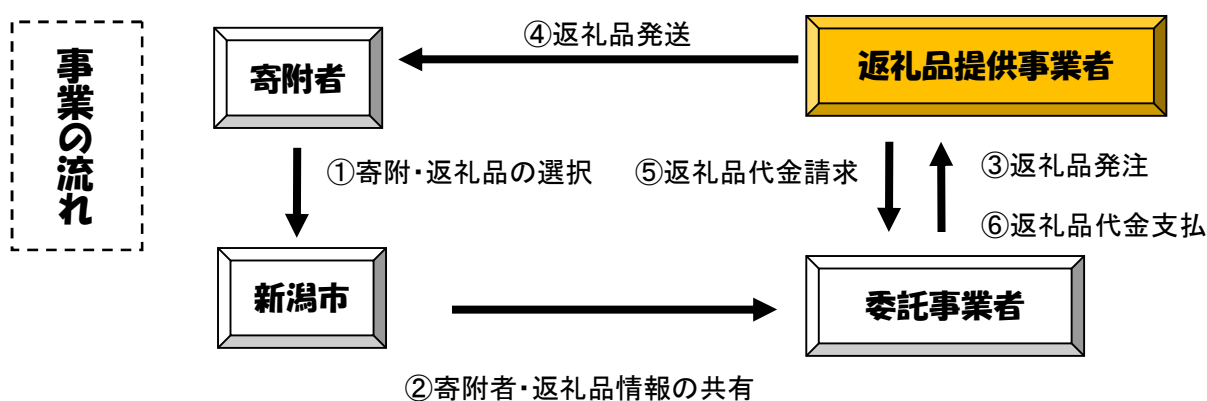 事業の流れ
④返礼品発送
寄附者
返礼品提供事業者
①寄附・返礼品の選択
⑤返礼品代金請求
③返礼品発注
⑥返礼品代金支払
新潟市
委託事業者
②寄附者・返礼品情報の共有